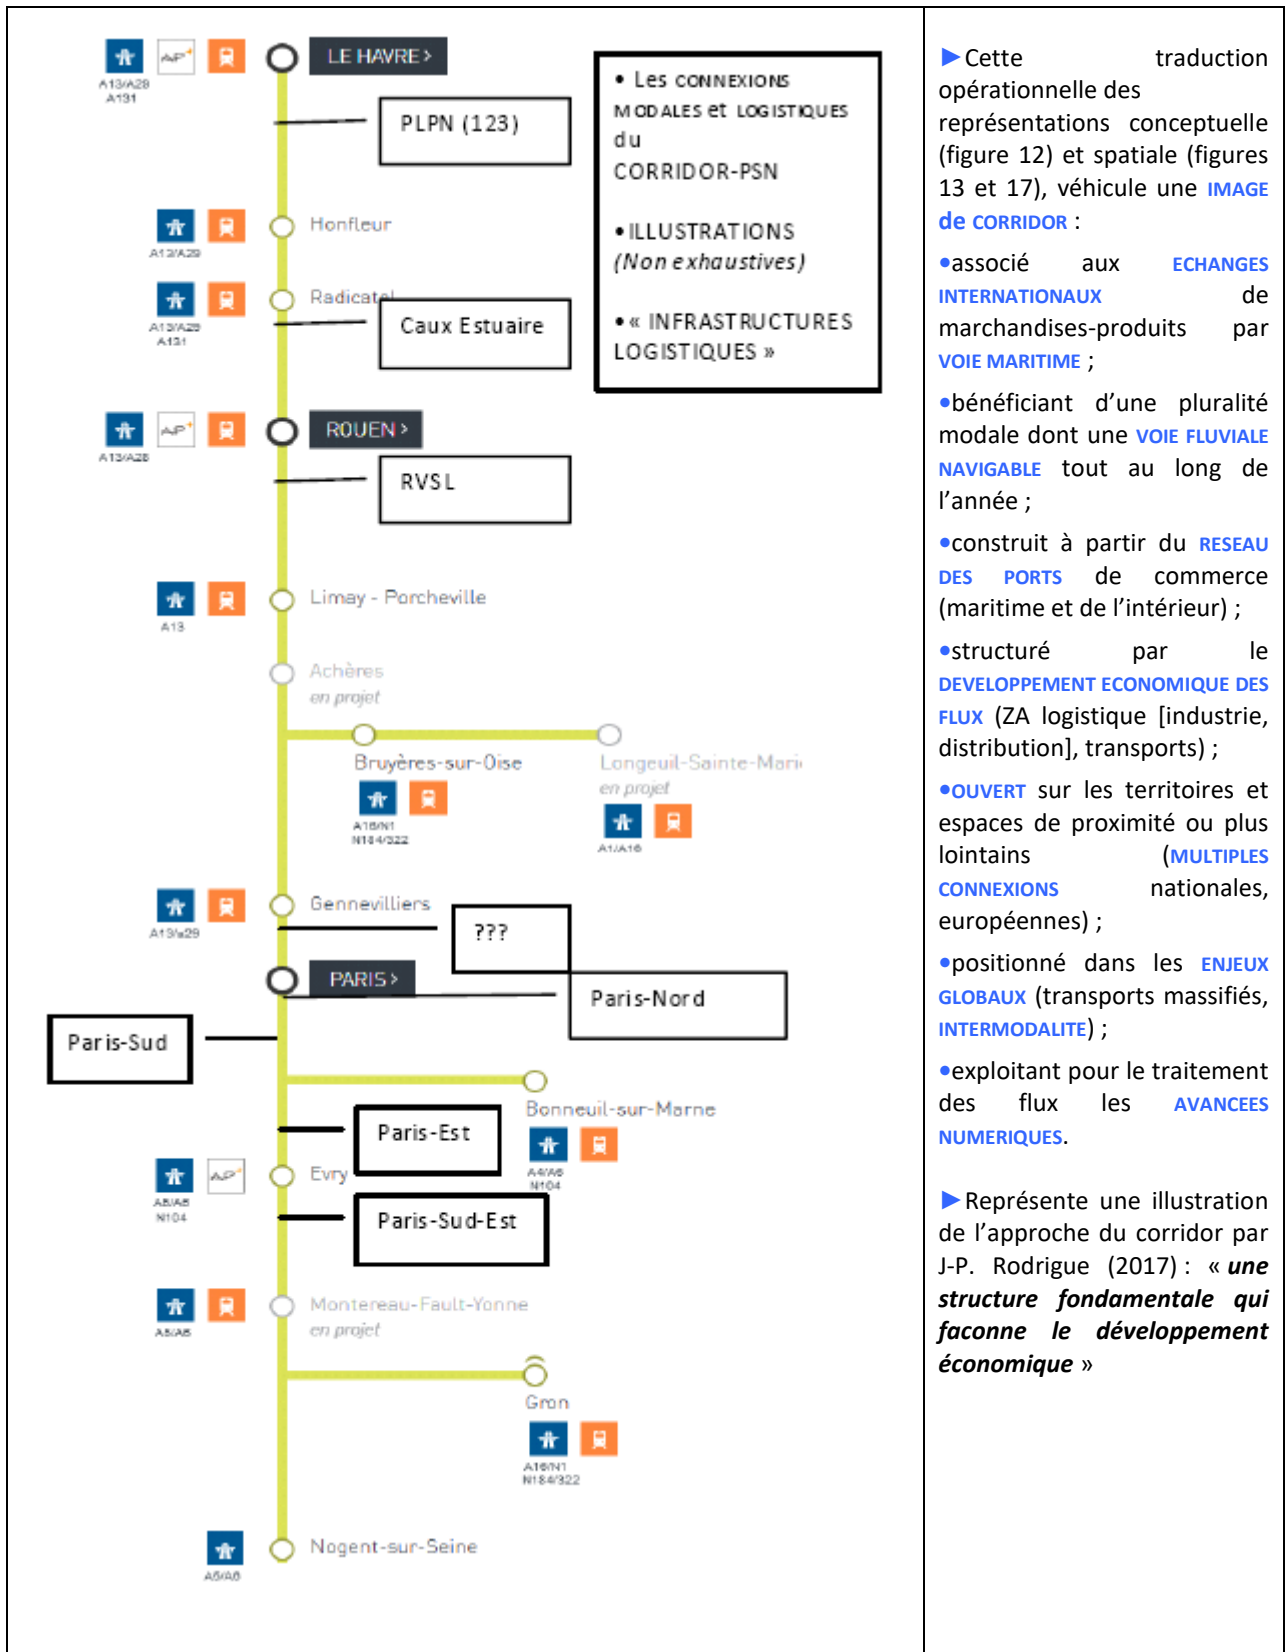 LE HAVRE >
A13/A29
A131
PLPN (123)
• Les CONNEXIONS
MODALES et LOGISTIQUES
du
CORRIDOR-PSN
•ILLUSTRATIONS
(Non exhaustives)
•« INFRASTRUCTURES
LOGISTIQUES »
Honfleur
A13/A29
Radicatel
A13/A29
A131
Caux Estuaire
ROUEN >
A13/A28
RVSL
Limay - Porcheville
A13
Achères
en projet
Bruyères-sur-Oise
A16/N1
N184/322
Longeuil-Sainte-Mari
en projet
A1/A16
Gennevilliers
A13/a29
???
PARIS >
Paris-Nord
Paris-Sud
Bonneuil-sur-Marne
A4/A6
N104
Paris-Est
Evry
A5/A6
N104
Paris-Sud-Est
Montereau-Fault-Yonne
en projet
A5/A6
Gron
A16/N1
N184/322
Nogent-sur-Seine
A5/A6
►Cette traduction
opérationnelle des
représentations conceptuelle
(figure 12) et spatiale (figures
13 et 17), véhicule une IMAGE
de CORRIDOR :
•associé aux ECHANGES
INTERNATIONAUX de
marchandises-produits par
VOIE MARITIME ;
•bénéficiant d’une pluralité
modale dont une VOIE FLUVIALE
NAVIGABLE tout au long de
l’année ;
•construit à partir du RESEAU
DES PORTS de commerce
(maritime et de l’intérieur) ;
•structuré par le
DEVELOPPEMENT ECONOMIQUE DES
FLUX (ZA logistique [industrie,
distribution], transports) ;
•OUVERT sur les territoires et
espaces de proximité ou plus
lointains (MULTIPLES
CONNEXIONS nationales,
européennes) ;
•positionné dans les ENJEUX
GLOBAUX (transports massifiés,
INTERMODALITE) ;
•exploitant pour le traitement
des flux les AVANCEES
NUMERIQUES.
►Représente une illustration
de l’approche du corridor par
J-P. Rodrigue (2017) : « une
structure fondamentale qui
faconne le développement
économique »